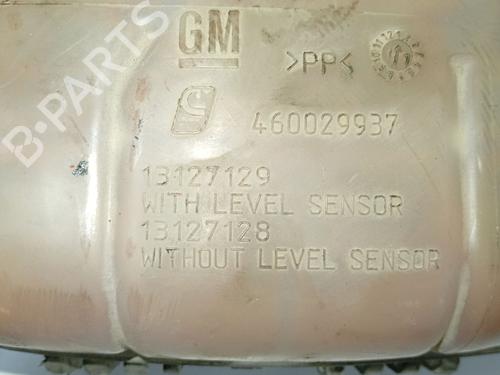 GM
>PP<
460029937
13127129
WITH LEVEL SENSOR
13127128
WITHOUT LEVEL SENSOR
B-PARTS